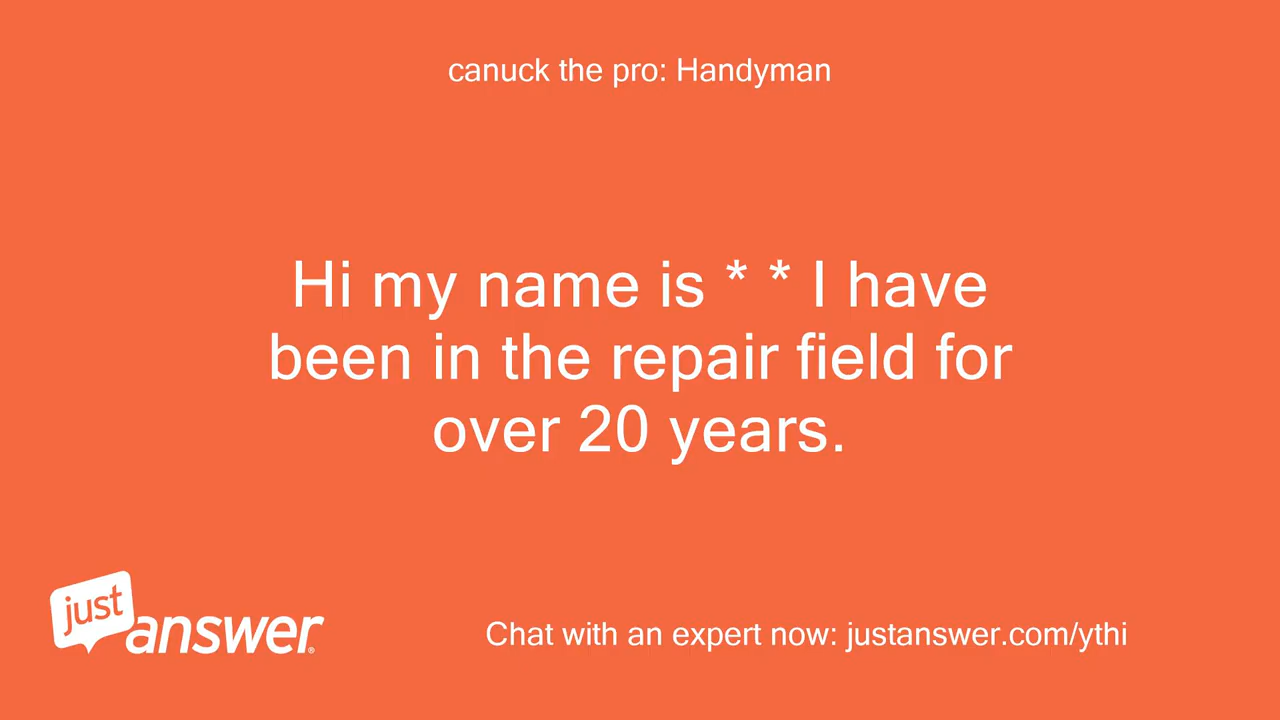 canuck the pro: Handyman
Hi my name is * * I have
been in the repair field for
over 20 years.
just
answer®
Chat with an expert now: justanswer.com/ythi